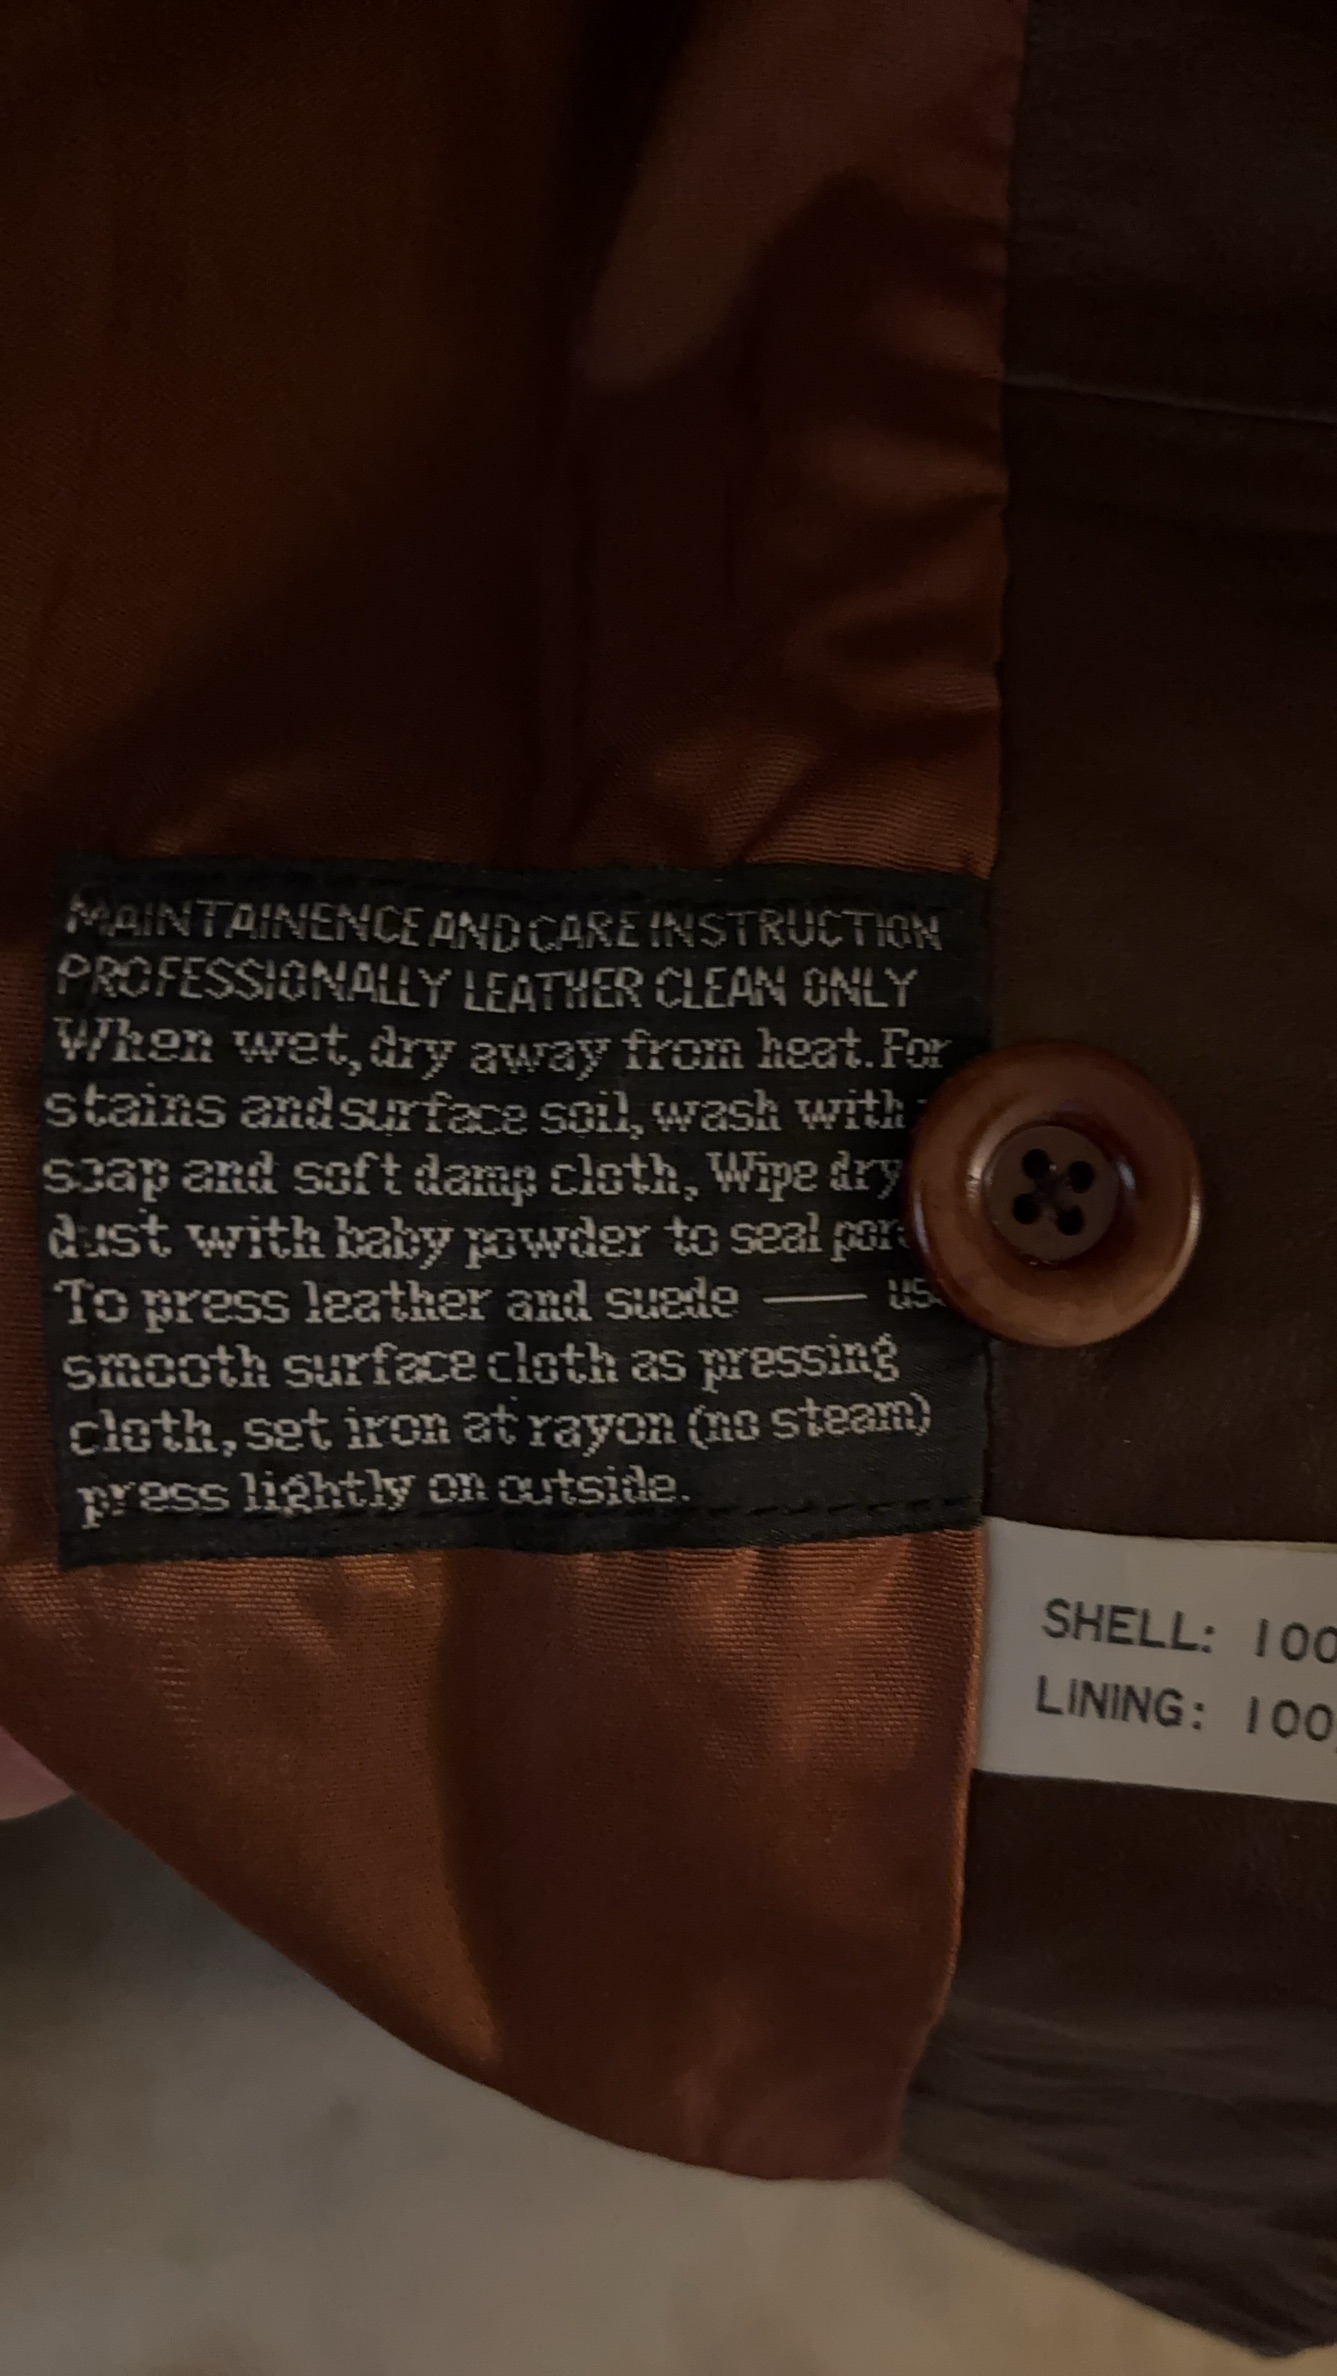 MAINTAINENCE AND CARE INSTRUCTION
PROFESSIONALLY LEATHER CLEAN ONLY
When wet, dry away from heat. For
stains and surface soil, wash with
soap and soft damp cloth, Wipe dry
dust with baby powder to seal
To press leather and suede —
smooth surface cloth as pressing
cloth, set iron at rayon (no steam)
press lightly on outside.
SHELL: 100
LINING: 100